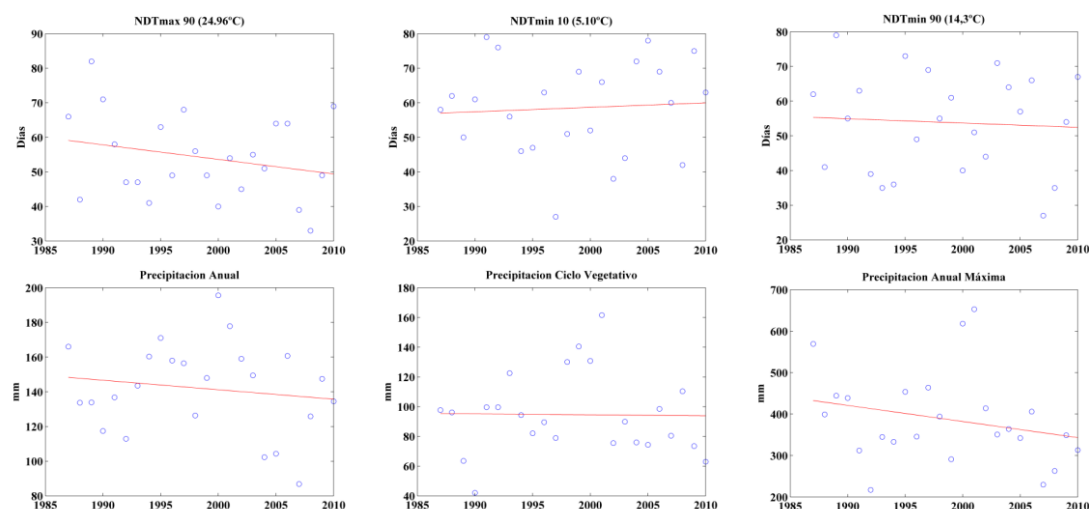 NDTmax 90 (24.96ºC)
90
80
70
60
50
40
30
Días
1985 1990 1995 2000 2005 2010
NDTmin 10 (5.10ºC)
80
70
60
50
40
30
20
Días
1985 1990 1995 2000 2005 2010
NDTmin 90 (14,3ºC)
80
70
60
50
40
30
20
Días
1985 1990 1995 2000 2005 2010
Precipitacion Anual
200
180
160
140
120
100
80
mm
1985 1990 1995 2000 2005 2010
Precipitacion Ciclo Vegetativo
180
160
140
120
100
80
60
40
mm
1985 1990 1995 2000 2005 2010
Precipitacion Anual Máxima
700
600
500
400
300
200
mm
1985 1990 1995 2000 2005 2010